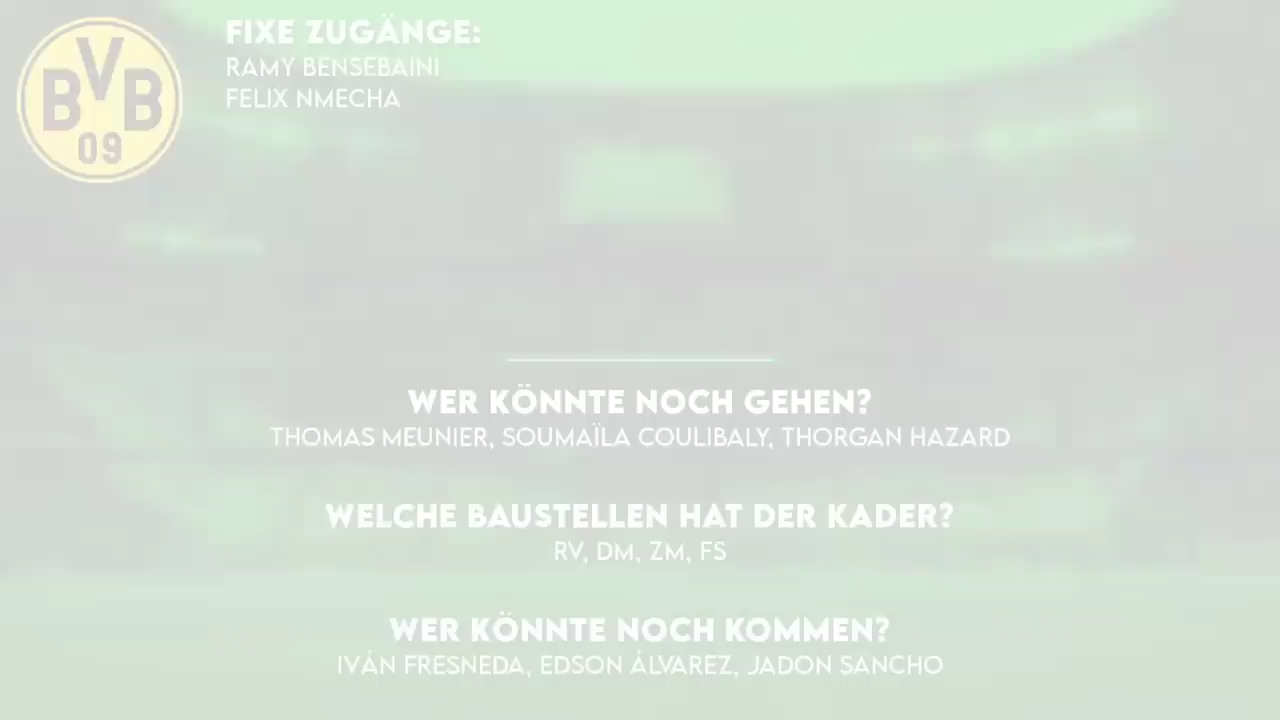 BVB
09
FIXE ZUGÄNGE:
RAMY BENSEBAINI
FELIX NMECHA
WER KÖNNTE NOCH GEHEN?
THOMAS MEUNIER, SOUMAÏLA COULIBALY, THORGAN HAZARD
WELCHE BAUSTELLEN HAT DER KADER?
RV, DM, ZM, FS
WER KÖNNTE NOCH KOMMEN?
IVÁN FRESNEDA, EDSON ÁLVAREZ, JADON SANCHO